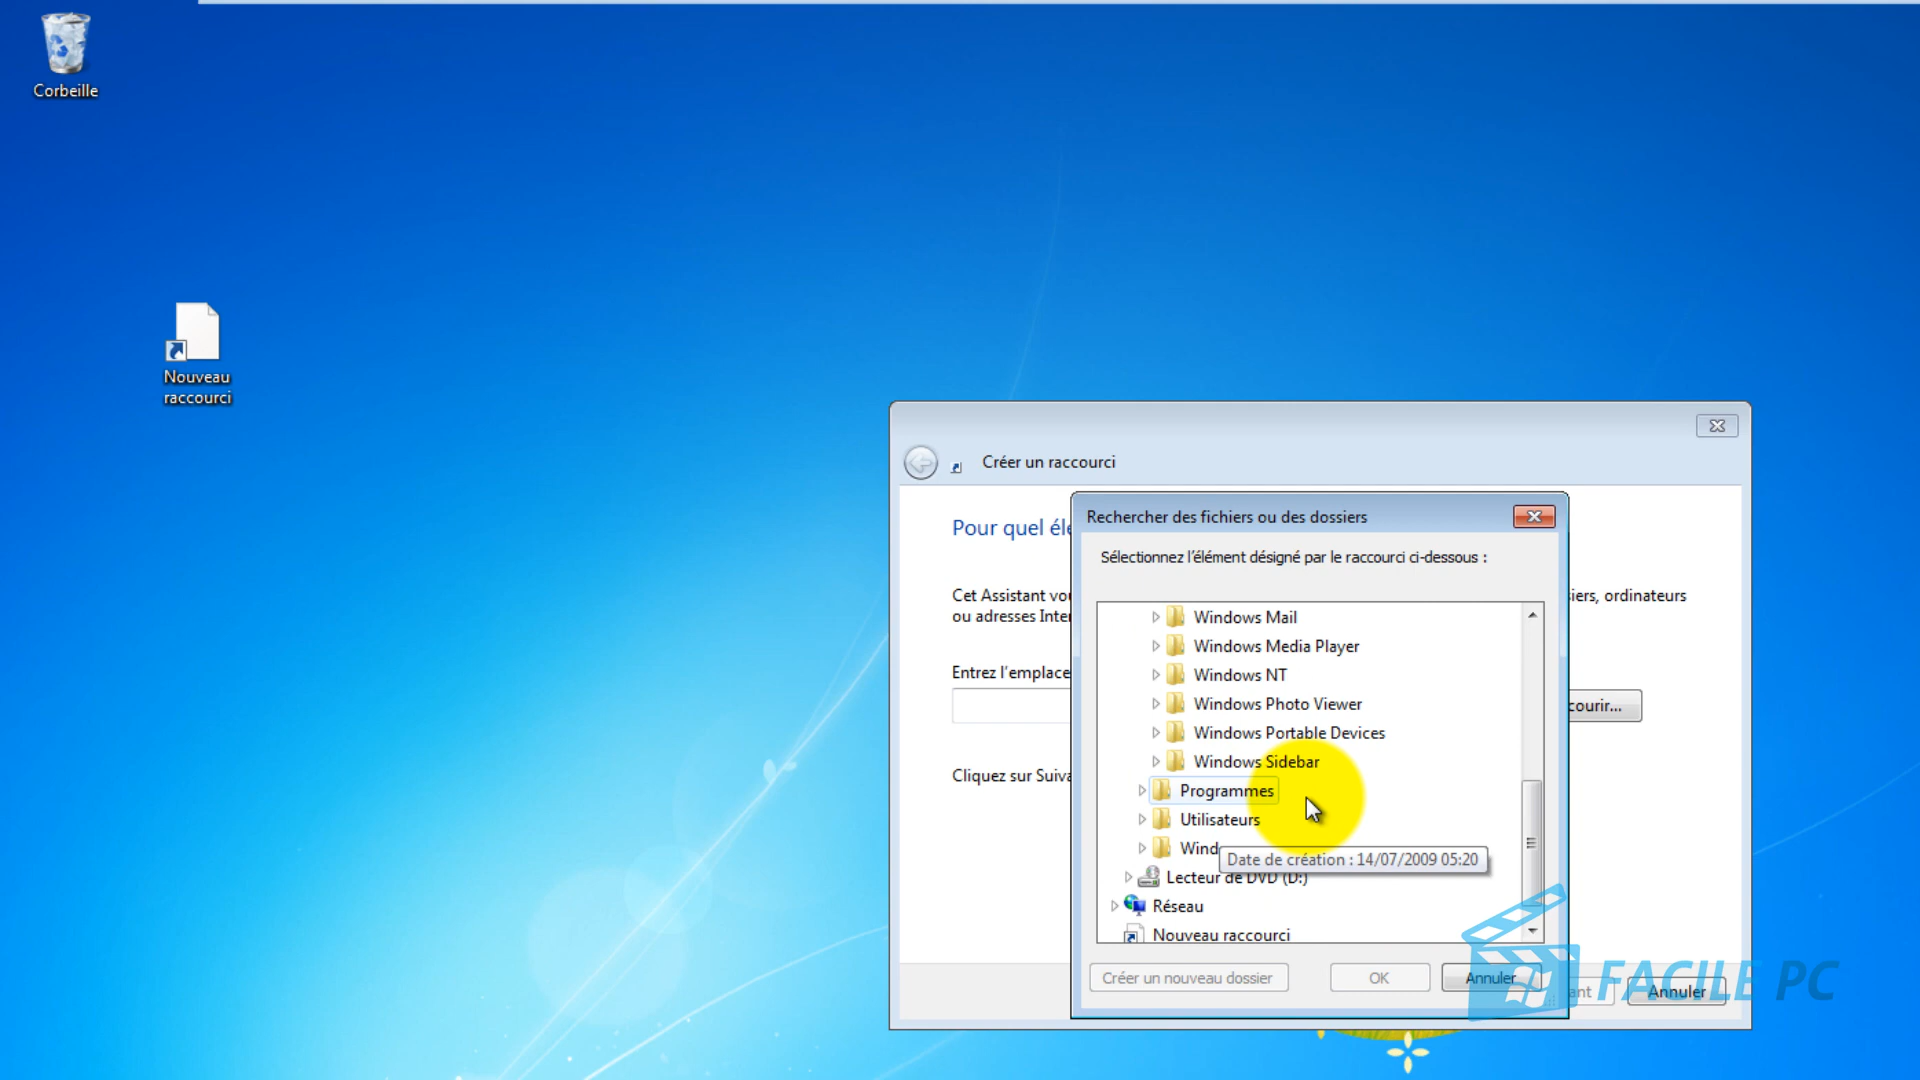 Corbeille
Nouveau
raccourci
Créer un raccourci
Pour quel élé
Rechercher des fichiers ou des dossiers
Sélectionnez l'élément désigné par le raccourci ci-dessous :
Cet Assistant vou
iers, ordinateurs
ou adresses Inter
Entrez l'emplace
courir...
Cliquez sur Suiva
Windows Mail
Windows Media Player
Windows NT
Windows Photo Viewer
Windows Portable Devices
Windows Sidebar
Programmes
Utilisateurs
Wind
Date de création : 14/07/2009 05:20
Lecteur de DVD (D:)
Réseau
Nouveau raccourci
Créer un nouveau dossier
OK
Annuler
ant
Annuler
FACILE PC